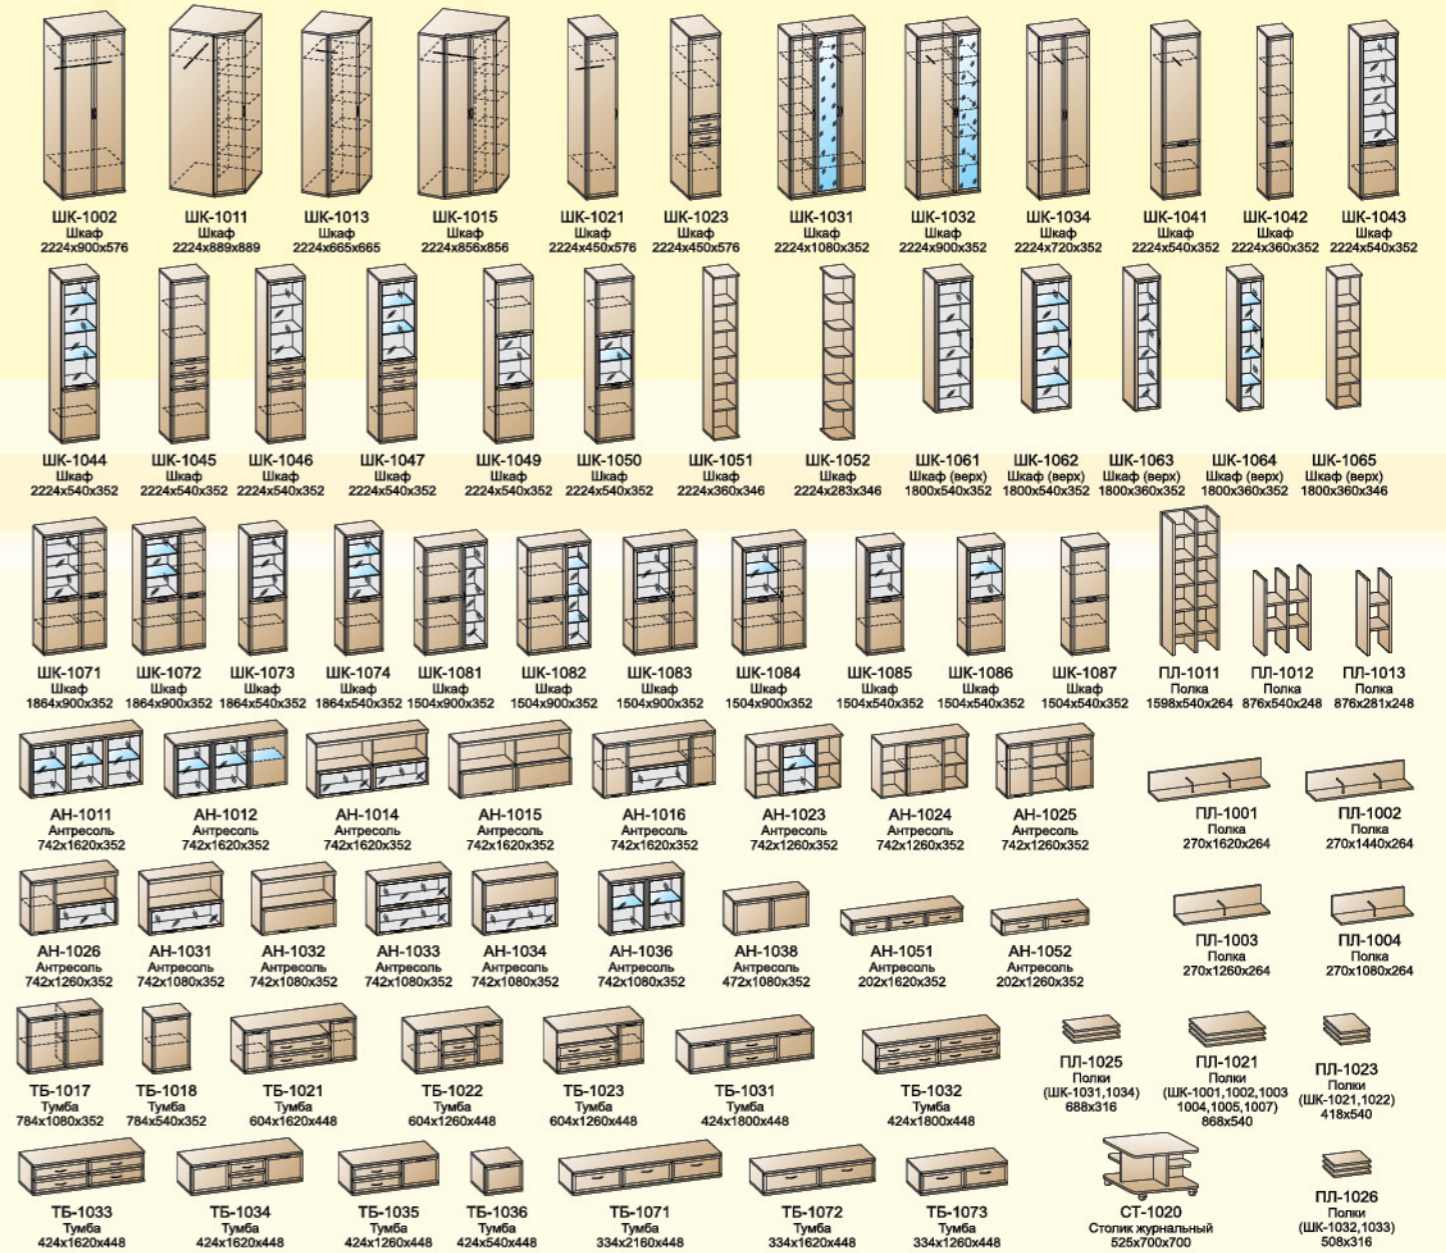 ШК-1002 ШК-1011 ШК-1013 ШК-1015 ШК-1021 ШК-1023 ШК-1031 ШК-1032 ШК-1034 ШК-1041 ШК-1042 ШК-1043
Шкаф Шкаф Шкаф Шкаф Шкаф Шкаф Шкаф Шкаф Шкаф Шкаф Шкаф Шкаф
2224x900x576 2224x889x889 2224x665x665 2224x856x856 2224x450x576 2224x450x576 2224x1080x352 2224x900x352 2224x720x352 2224x540x352 2224x360x352 2224x540x352
ШК-1044 ШК-1045 ШК-1046 ШК-1047 ШК-1049 ШК-1050 ШК-1051 ШК-1052 ШК-1061 ШК-1062 ШК-1063 ШК-1064 ШК-1065
Шкаф Шкаф Шкаф Шкаф Шкаф Шкаф Шкаф Шкаф Шкаф (верх) Шкаф (верх) Шкаф (верх) Шкаф (верх) Шкаф (верх)
2224x540x352 2224x540x352 2224x540x352 2224x540x352 2224x540x352 2224x540x352 2224x360x346 2224x283x346 1800x540x352 1800x540x352 1800x360x352 1800x360x352 1800x360x346
ШК-1071 ШК-1072 ШК-1073 ШК-1074 ШК-1081 ШК-1082 ШК-1083 ШК-1084 ШК-1085 ШК-1086 ШК-1087 ПЛ-1011 ПЛ-1012 ПЛ-1013
Шкаф Шкаф Шкаф Шкаф Шкаф Шкаф Шкаф Шкаф Шкаф Шкаф Шкаф Полка Полка Полка
1864x900x352 1864x900x352 1864x540x352 1864x540x352 1504x900x352 1504x900x352 1504x900x352 1504x900x352 1504x540x352 1504x540x352 1504x540x352 1598x540x264 876x540x248 876x281x248
АН-1011 АН-1012 АН-1014 АН-1015 АН-1016 АН-1023 АН-1024 АН-1025 ПЛ-1001 ПЛ-1002
Антресоль Антресоль Антресоль Антресоль Антресоль Антресоль Антресоль Антресоль Полка Полка
742x1620x352 742x1620x352 742x1620x352 742x1620x352 742x1620x352 742x1260x352 742x1260x352 742x1260x352 270x1620x264 270x1440x264
АН-1026 АН-1031 АН-1032 АН-1033 АН-1034 АН-1036 АН-1038 АН-1051 АН-1052 ПЛ-1003 ПЛ-1004
Антресоль Антресоль Антресоль Антресоль Антресоль Антресоль Антресоль Антресоль Антресоль Полка Полка
742x1260x352 742x1080x352 742x1080x352 742x1080x352 742x1080x352 742x1080x352 472x1080x352 202x1620x352 202x1260x352 270x1260x264 270x1080x264
ТБ-1017 ТБ-1018 ТБ-1021 ТБ-1022 ТБ-1023 ТБ-1031 ТБ-1032
Тумба Тумба Тумба Тумба Тумба Тумба Тумба
784x1080x352 784x540x352 604x1620x448 604x1260x448 604x1260x448 424x1800x448 424x1800x448
ПЛ-1025
Полки
(ШК-1031,1034)
688x316
ПЛ-1021
Полки
(ШК-1001,1002,1003
1004,1005,1007)
868x540
ПЛ-1023
Полки
(ШК-1021,1022)
418x540
ТБ-1033 ТБ-1034 ТБ-1035 ТБ-1036 ТБ-1071 ТБ-1072 ТБ-1073 СТ-1020
Тумба Тумба Тумба Тумба Тумба Тумба Тумба Столик журнальный
424x1620x448 424x1620x448 424x1260x448 424x540x448 334x2160x448 334x1620x448 334x1260x448 525x700x700
ПЛ-1026
Полки
(ШК-1032,1033)
508x316